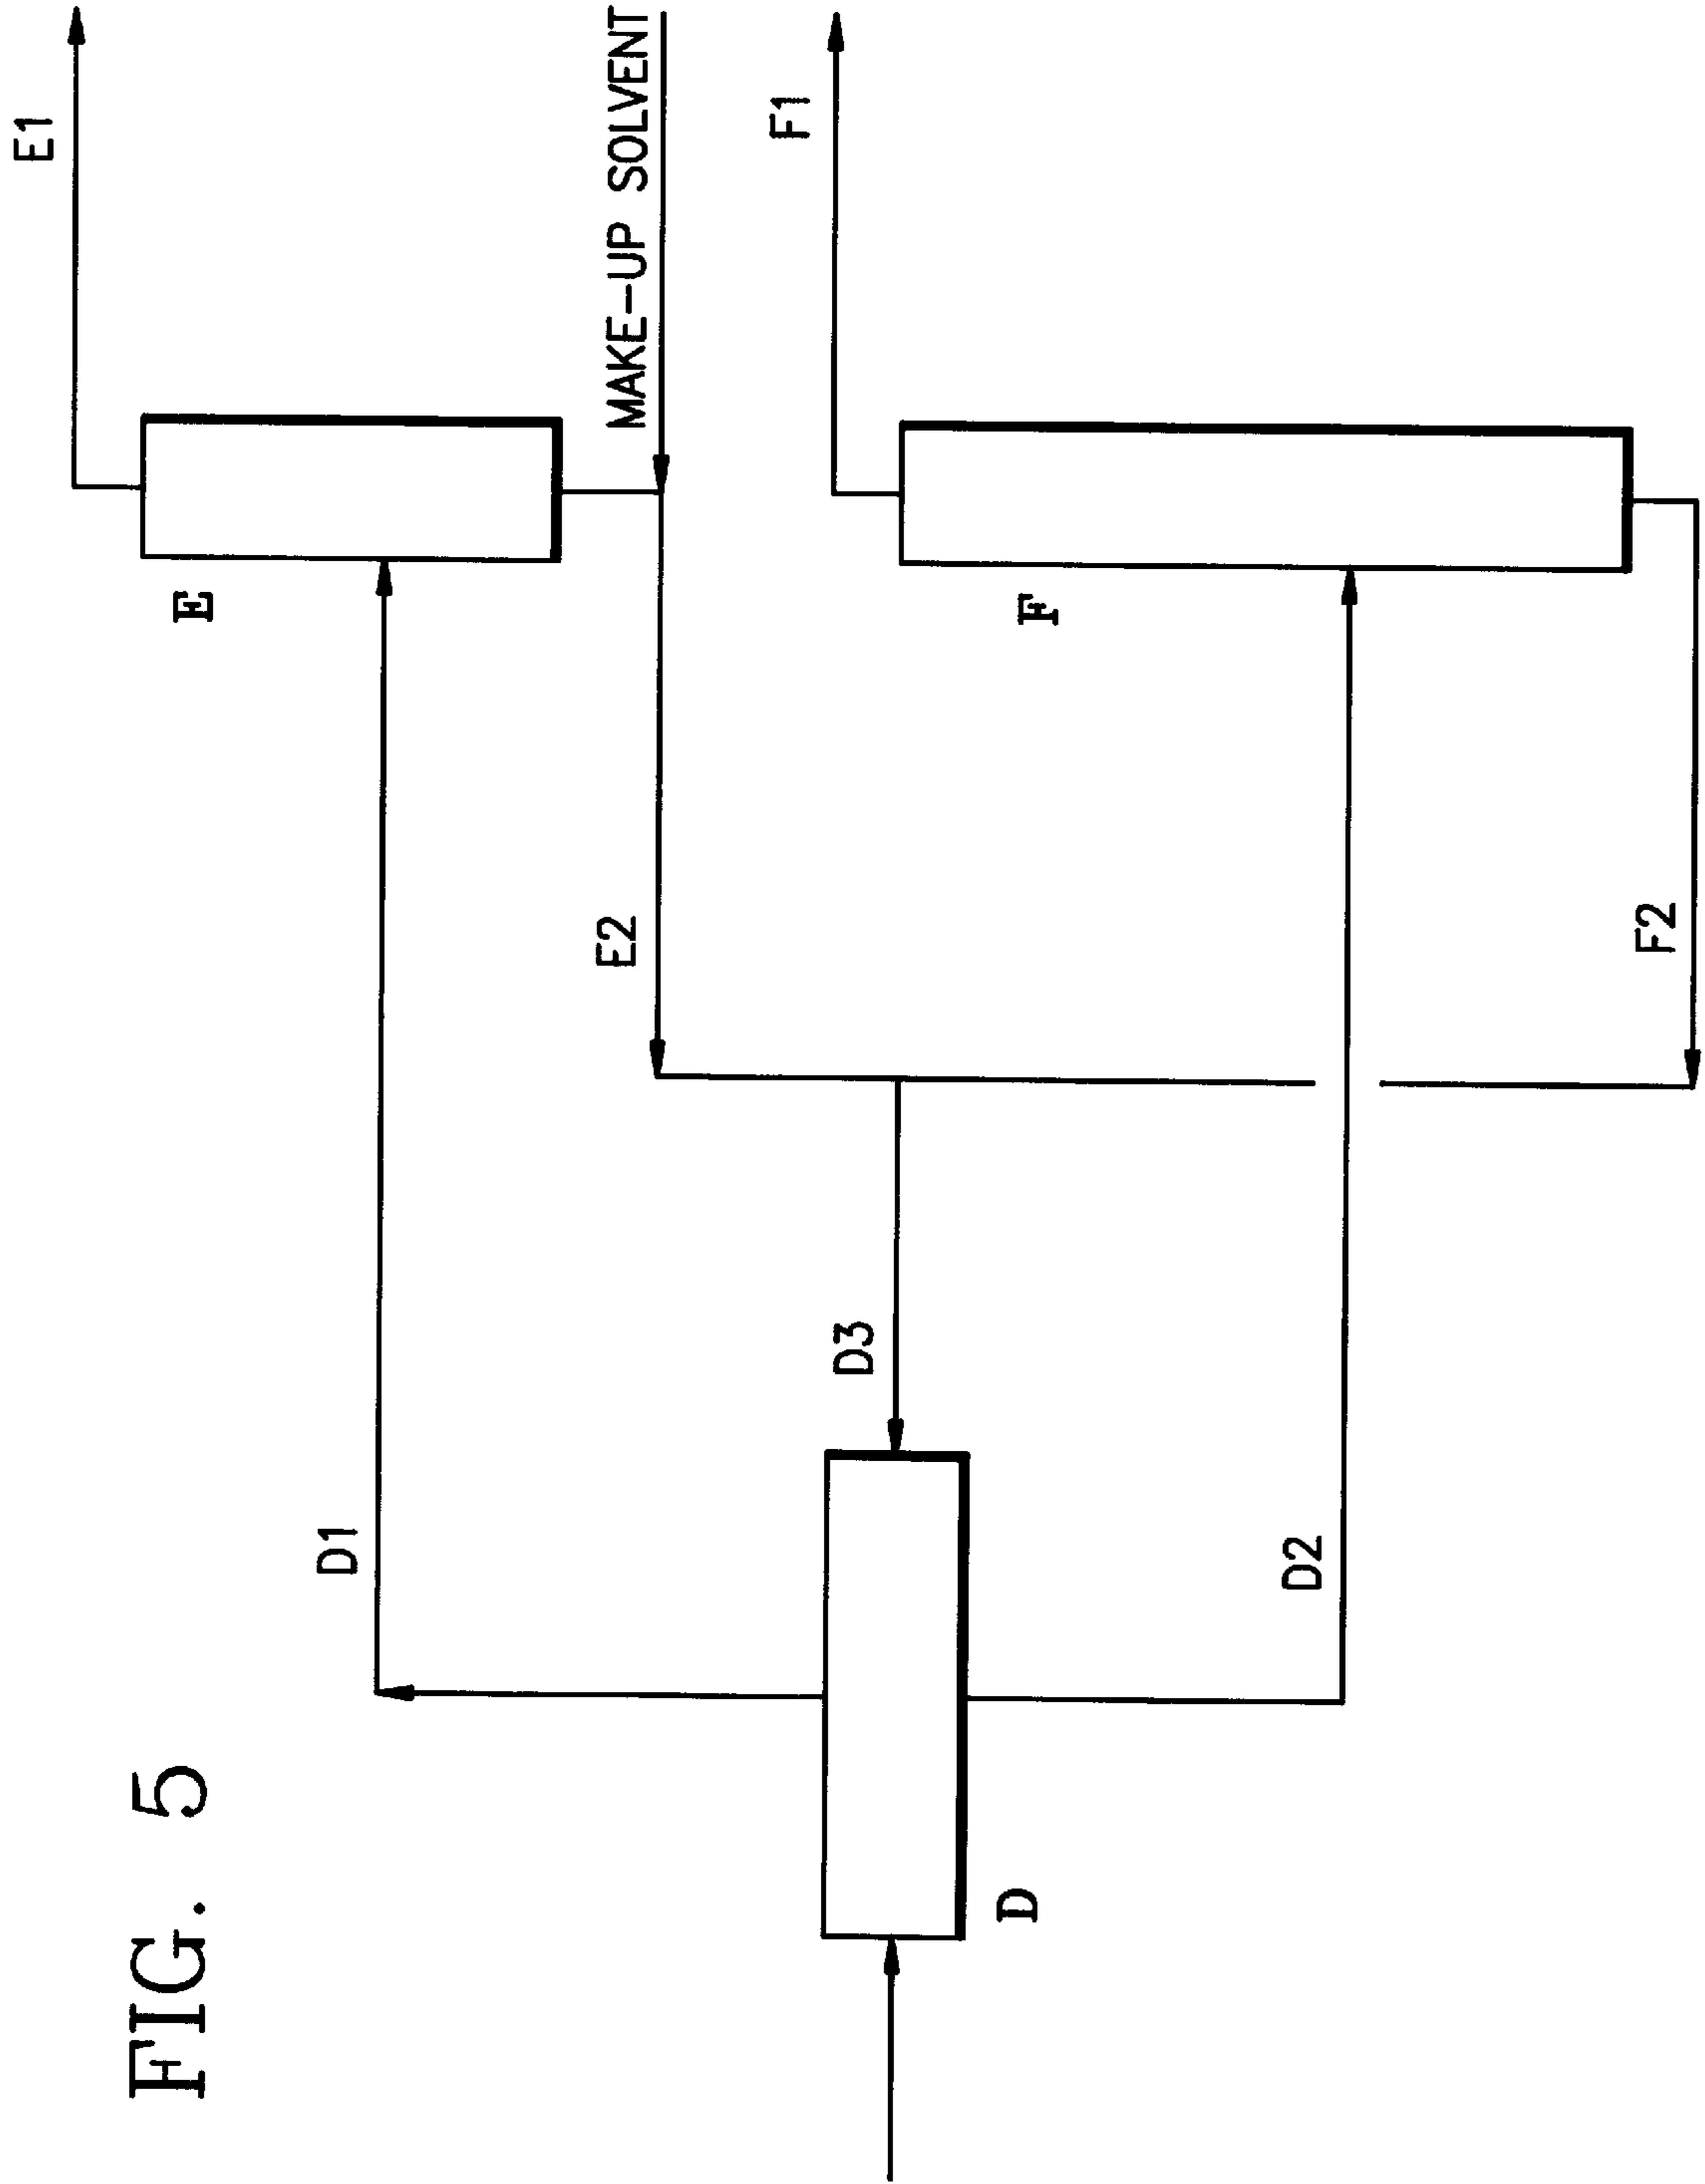 FIG. 5
E1
MAKE-UP SOLVENT
F1
E
F
E2
F2
D1
D3
D2
D